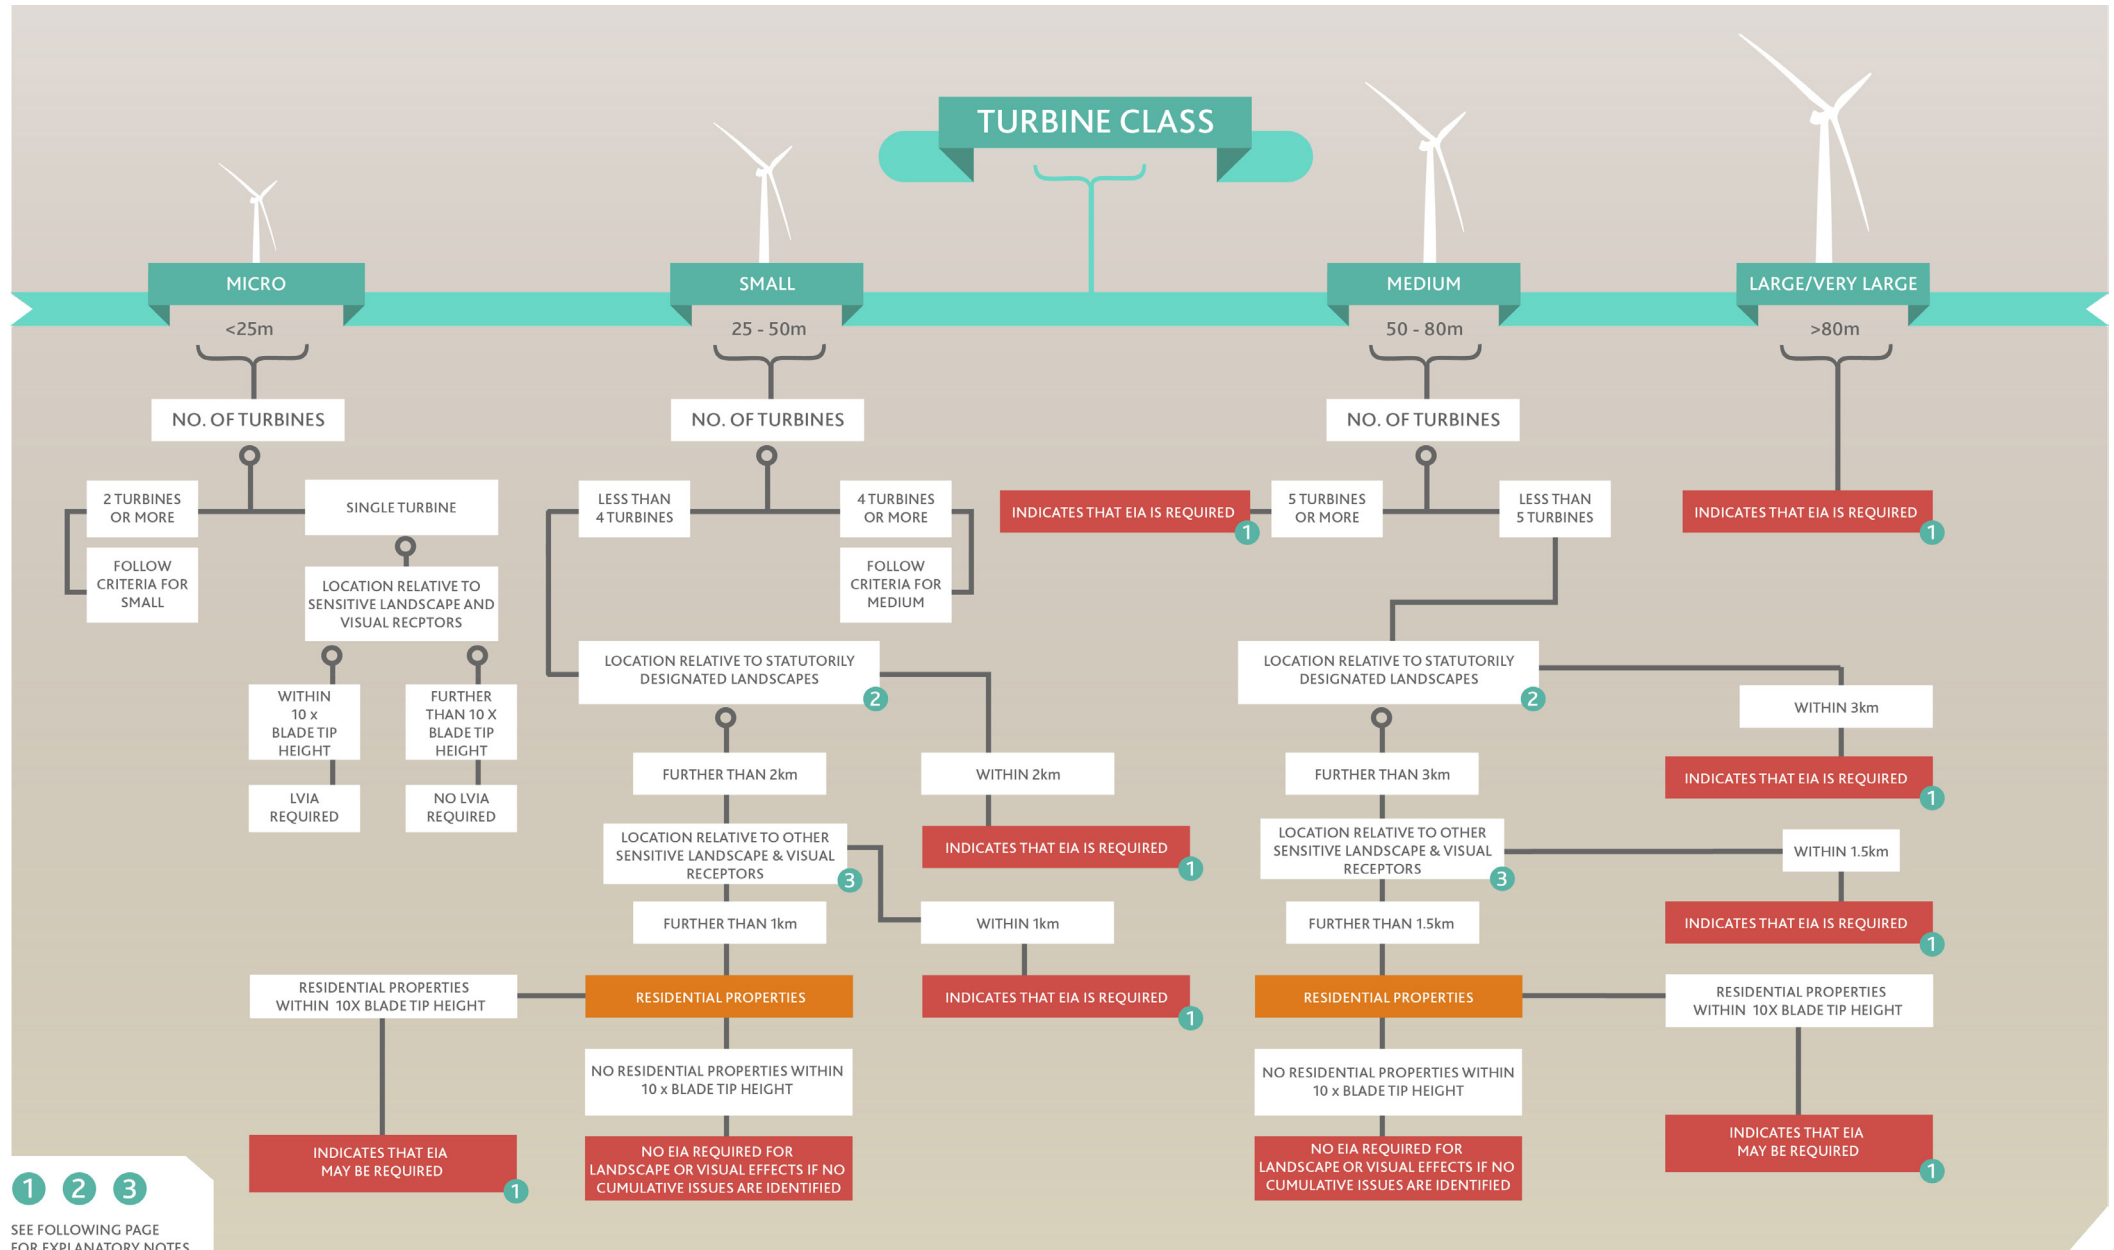 TURBINE CLASS
MICRO
<25m
NO. OF TURBINES
2 TURBINES
OR MORE
FOLLOW
CRITERIA FOR
SMALL
SINGLE TURBINE
LOCATION RELATIVE TO
SENSITIVE LANDSCAPE AND
VISUAL RECPTORS
WITHIN
10 x
BLADE TIP
HEIGHT
LVIA
REQUIRED
FURTHER
THAN 10 X
BLADE TIP
HEIGHT
NO LVIA
REQUIRED
SMALL
25 - 50m
NO. OF TURBINES
LESS THAN
4 TURBINES
4 TURBINES
OR MORE
FOLLOW
CRITERIA FOR
MEDIUM
LOCATION RELATIVE TO STATUTORILY
DESIGNATED LANDSCAPES
2
FURTHER THAN 2km
WITHIN 2km
INDICATES THAT EIA IS REQUIRED
1
LOCATION RELATIVE TO OTHER
SENSITIVE LANDSCAPE & VISUAL
RECEPTORS
3
FURTHER THAN 1km
WITHIN 1km
INDICATES THAT EIA IS REQUIRED
1
RESIDENTIAL PROPERTIES
RESIDENTIAL PROPERTIES
WITHIN 10X BLADE TIP HEIGHT
INDICATES THAT EIA
MAY BE REQUIRED
1
NO RESIDENTIAL PROPERTIES WITHIN
10 x BLADE TIP HEIGHT
NO EIA REQUIRED FOR
LANDSCAPE OR VISUAL EFFECTS IF NO
CUMULATIVE ISSUES ARE IDENTIFIED
MEDIUM
50 - 80m
NO. OF TURBINES
INDICATES THAT EIA IS REQUIRED
1
5 TURBINES
OR MORE
LESS THAN
5 TURBINES
LOCATION RELATIVE TO STATUTORILY
DESIGNATED LANDSCAPES
2
WITHIN 3km
INDICATES THAT EIA IS REQUIRED
1
FURTHER THAN 3km
LOCATION RELATIVE TO OTHER
SENSITIVE LANDSCAPE & VISUAL
RECEPTORS
3
WITHIN 1.5km
INDICATES THAT EIA IS REQUIRED
1
FURTHER THAN 1.5km
RESIDENTIAL PROPERTIES
RESIDENTIAL PROPERTIES
WITHIN 10X BLADE TIP HEIGHT
INDICATES THAT EIA
MAY BE REQUIRED
1
NO RESIDENTIAL PROPERTIES WITHIN
10 x BLADE TIP HEIGHT
NO EIA REQUIRED FOR
LANDSCAPE OR VISUAL EFFECTS IF NO
CUMULATIVE ISSUES ARE IDENTIFIED
LARGE/VERY LARGE
>80m
INDICATES THAT EIA IS REQUIRED
1
1 2 3
SEE FOLLOWING PAGE
FOR EXPLANATORY NOTES